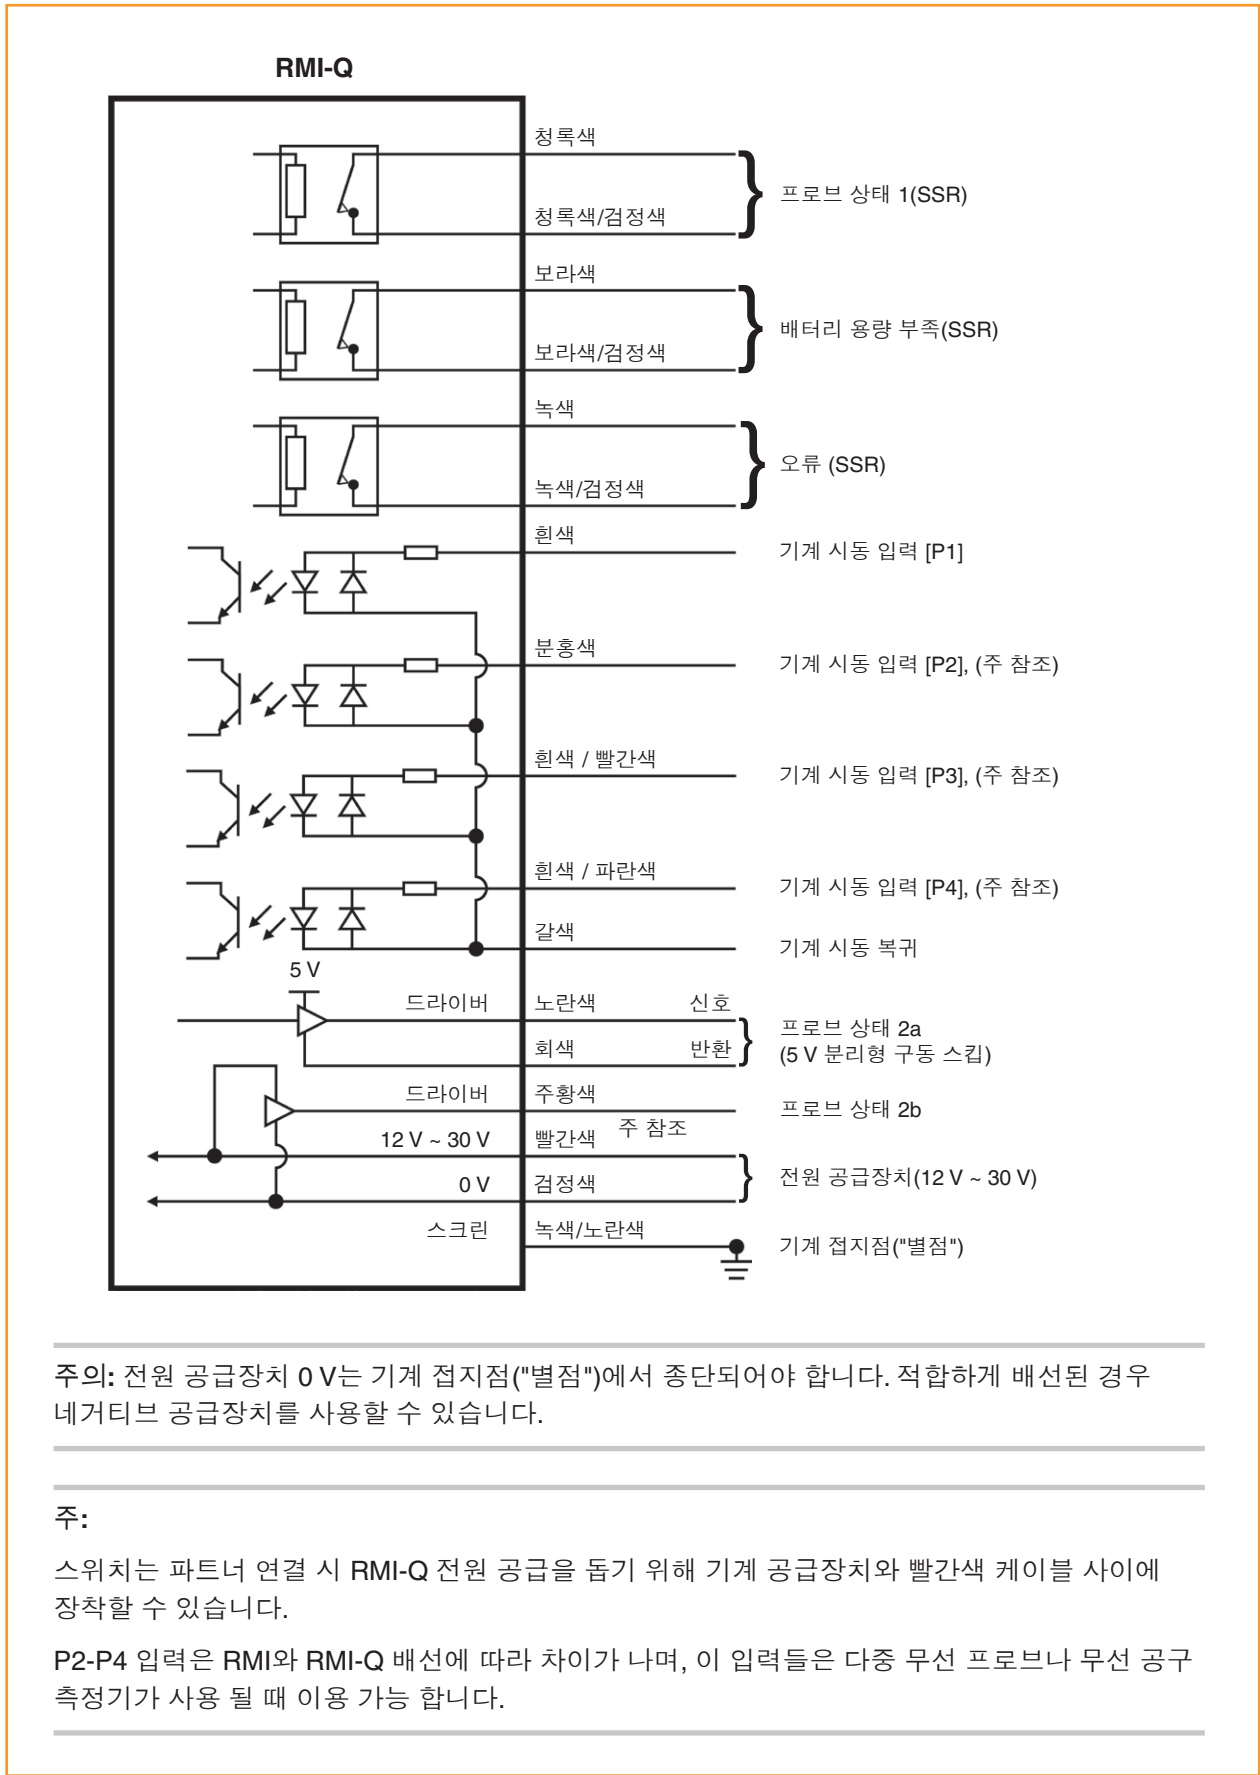 RMI-Q
청록색
프로브 상태 1(SSR)
청록색/검정색
보라색
배터리 용량 부족(SSR)
보라색/검정색
녹색
오류 (SSR)
녹색/검정색
흰색
기계 시동 입력 [P1]
분홍색
기계 시동 입력 [P2], (주 참조)
흰색 / 빨간색
기계 시동 입력 [P3], (주 참조)
흰색 / 파란색
기계 시동 입력 [P4], (주 참조)
갈색
기계 시동 복귀
5 V
드라이버 노란색 신호
프로브 상태 2a
(5 V 분리형 구동 스킵)
회색 반환
드라이버 주황색
프로브 상태 2b
주 참조
12 V ~ 30 V 빨간색
전원 공급장치(12 V ~ 30 V)
0 V 검정색
스크린 녹색/노란색
기계 접지점("별점")
주의: 전원 공급장치 0 V는 기계 접지점("별점")에서 종단되어야 합니다. 적합하게 배선된 경우
네거티브 공급장치를 사용할 수 있습니다.
주:
스위치는 파트너 연결 시 RMI-Q 전원 공급을 돕기 위해 기계 공급장치와 빨간색 케이블 사이에
장착할 수 있습니다.
P2-P4 입력은 RMI와 RMI-Q 배선에 따라 차이가 나며, 이 입력들은 다중 무선 프로브나 무선 공구
측정기가 사용 될 때 이용 가능 합니다.